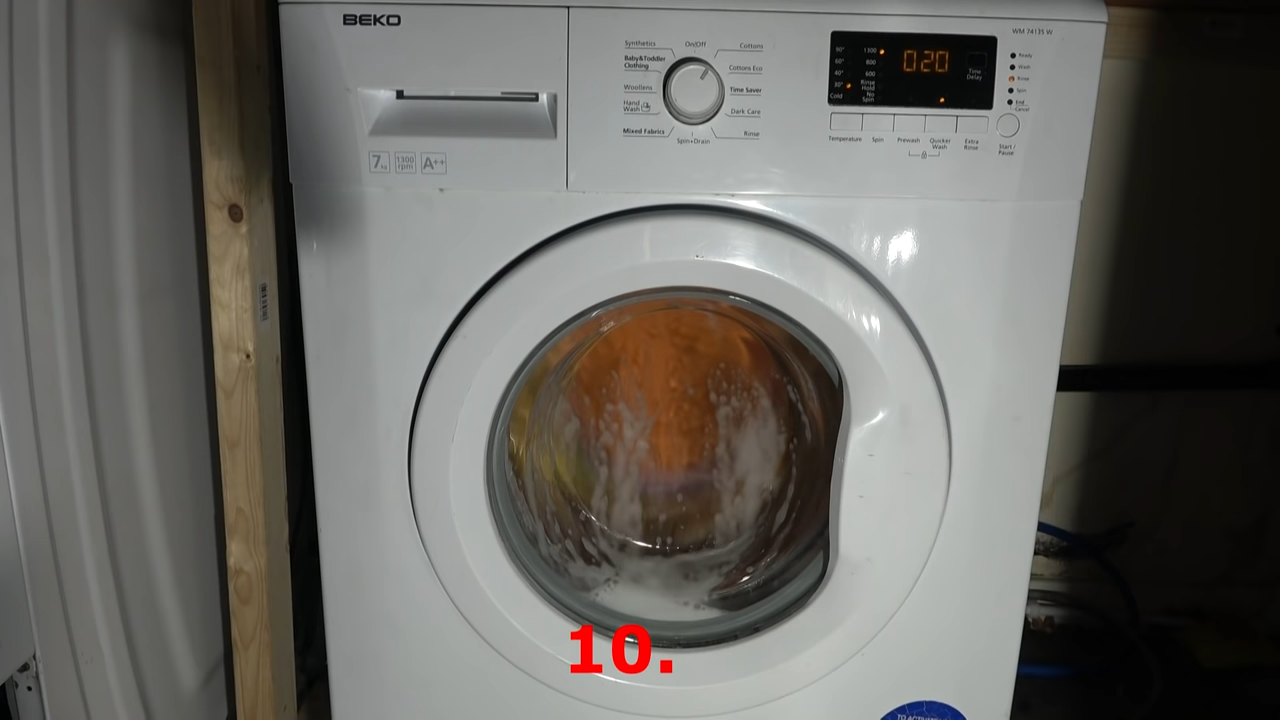 BEKO
7kg
1300 rpm
A++
On/Off
Synthetics
Baby&Toddler Clothing
Woollens
Hand Wash
Mixed Fabrics
Spin+Drain
Cottons
Cottons Eco
Time Saver
Dark Care
Rinse
WM 74135 W
90° 1300
60° 800
40° 600
30° Rinse Hold
Cold No Spin
020
Time Delay
Ready
Wash
Rinse
Spin
End
Cancel
Temperature Spin Prewash Quicker Wash Extra Rinse
Start / Pause
10.